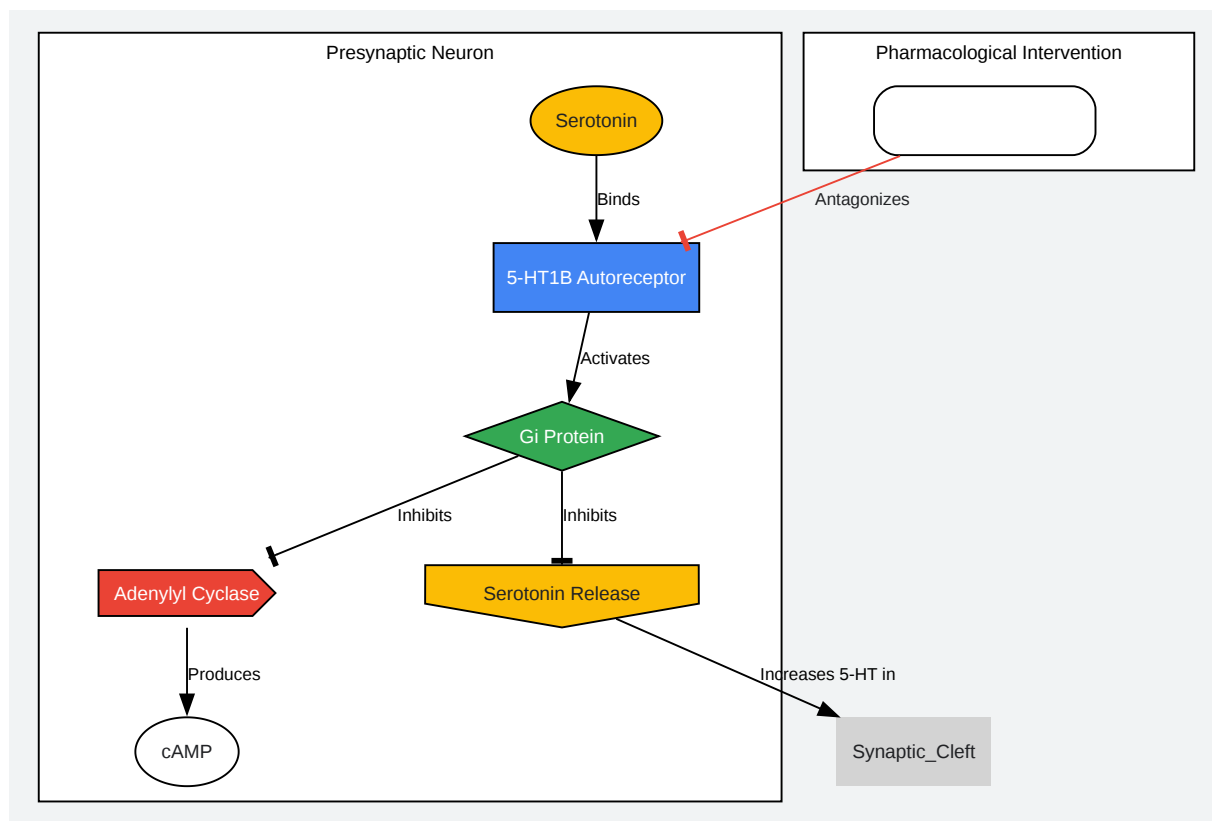 Presynaptic Neuron
Pharmacological Intervention
Serotonin
Binds
Antagonizes
5-HT1B Autoreceptor
Activates
Gi Protein
Inhibits
Inhibits
Adenylyl Cyclase
Serotonin Release
Produces
Increases 5-HT in
cAMP
Synaptic_Cleft